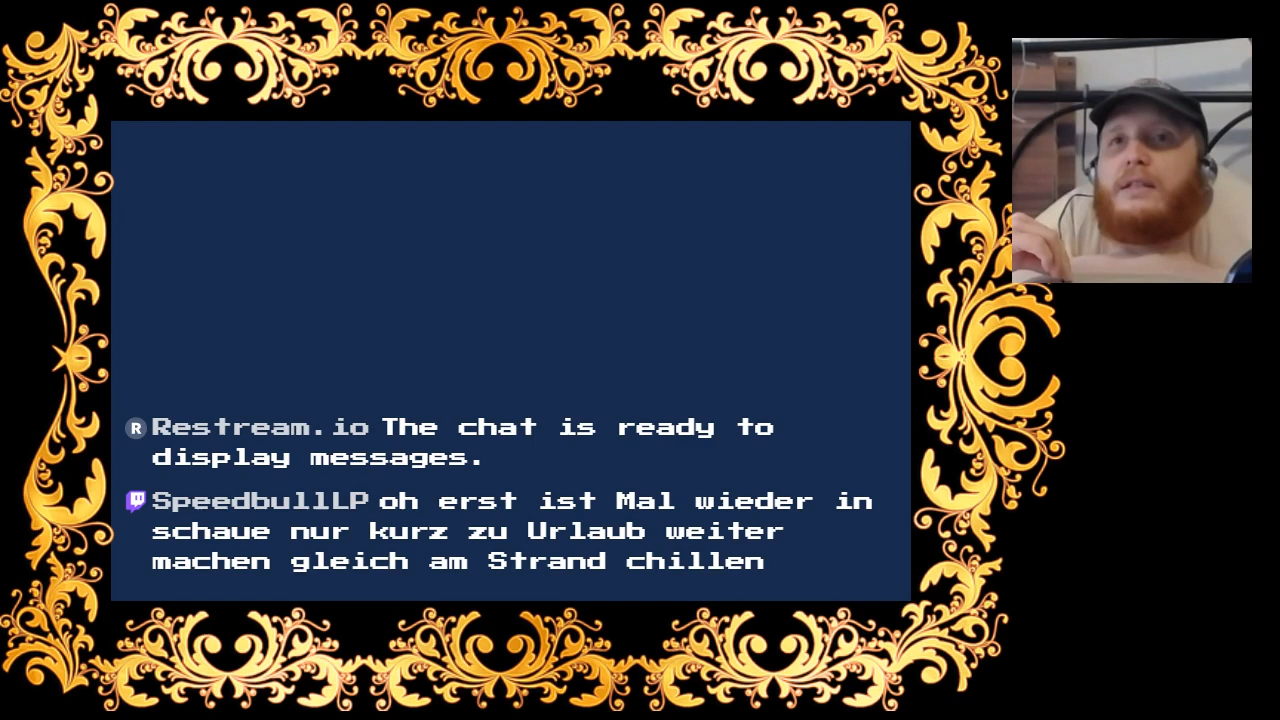 R Restream.io The chat is ready to
display messages.
SpeedbullLP oh erst ist Mal wieder in
schaue nur kurz zu Urlaub weiter
machen gleich am Strand chillen